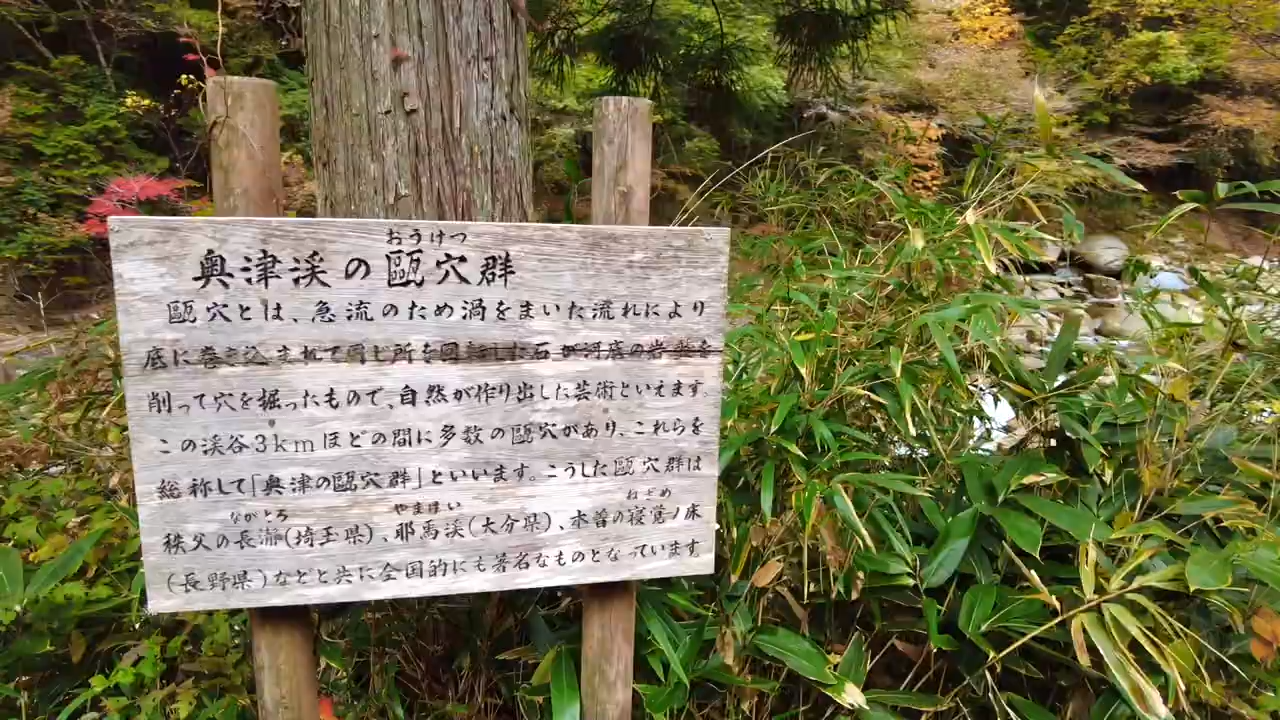 おうけつ
奥津渓の甌穴群
甌穴とは、急流のため渦をまいた流れにより
底に巻き込まれて同じ所を回転した石が河底の岩盤を
削って穴を掘ったもので、自然が作り出した芸術といえます。
この渓谷3kmほどの間に多数の甌穴があり、これらを
総称して「奥津の甌穴群」といいます。こうした甌穴群は
ながとろ やまばけい ねざめ
秩父の長瀞(埼玉県)、耶馬渓(大分県)、木曽の寝覚ノ床
(長野県)などと共に全国的にも著名なものとなっています。